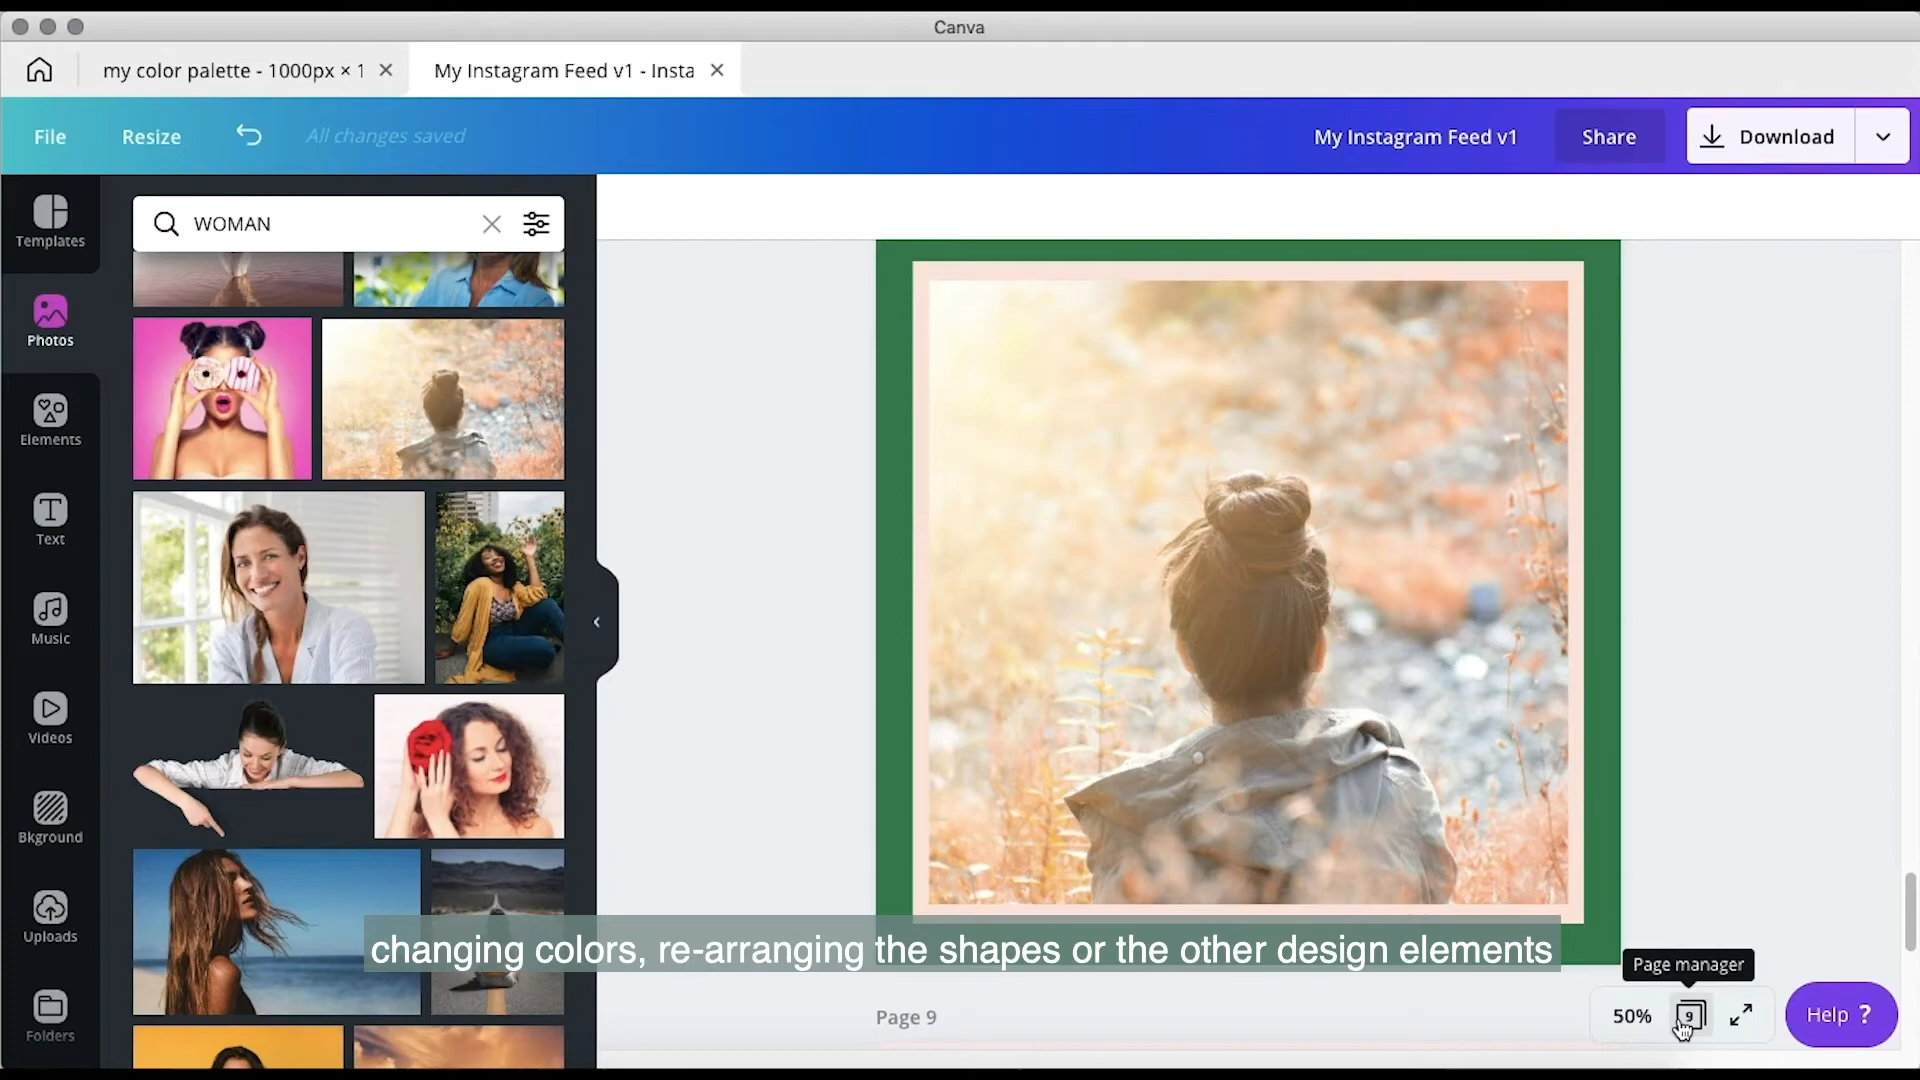 Canva
my color palette - 1000px × 1
My Instagram Feed v1 - Insta
File
Resize
All changes saved
My Instagram Feed v1
Share
Download
Templates
Photos
Elements
Text
Music
Videos
Bkground
Uploads
Folders
WOMAN
changing colors, re-arranging the shapes or the other design elements
Page manager
Page 9
50%
9
Help ?